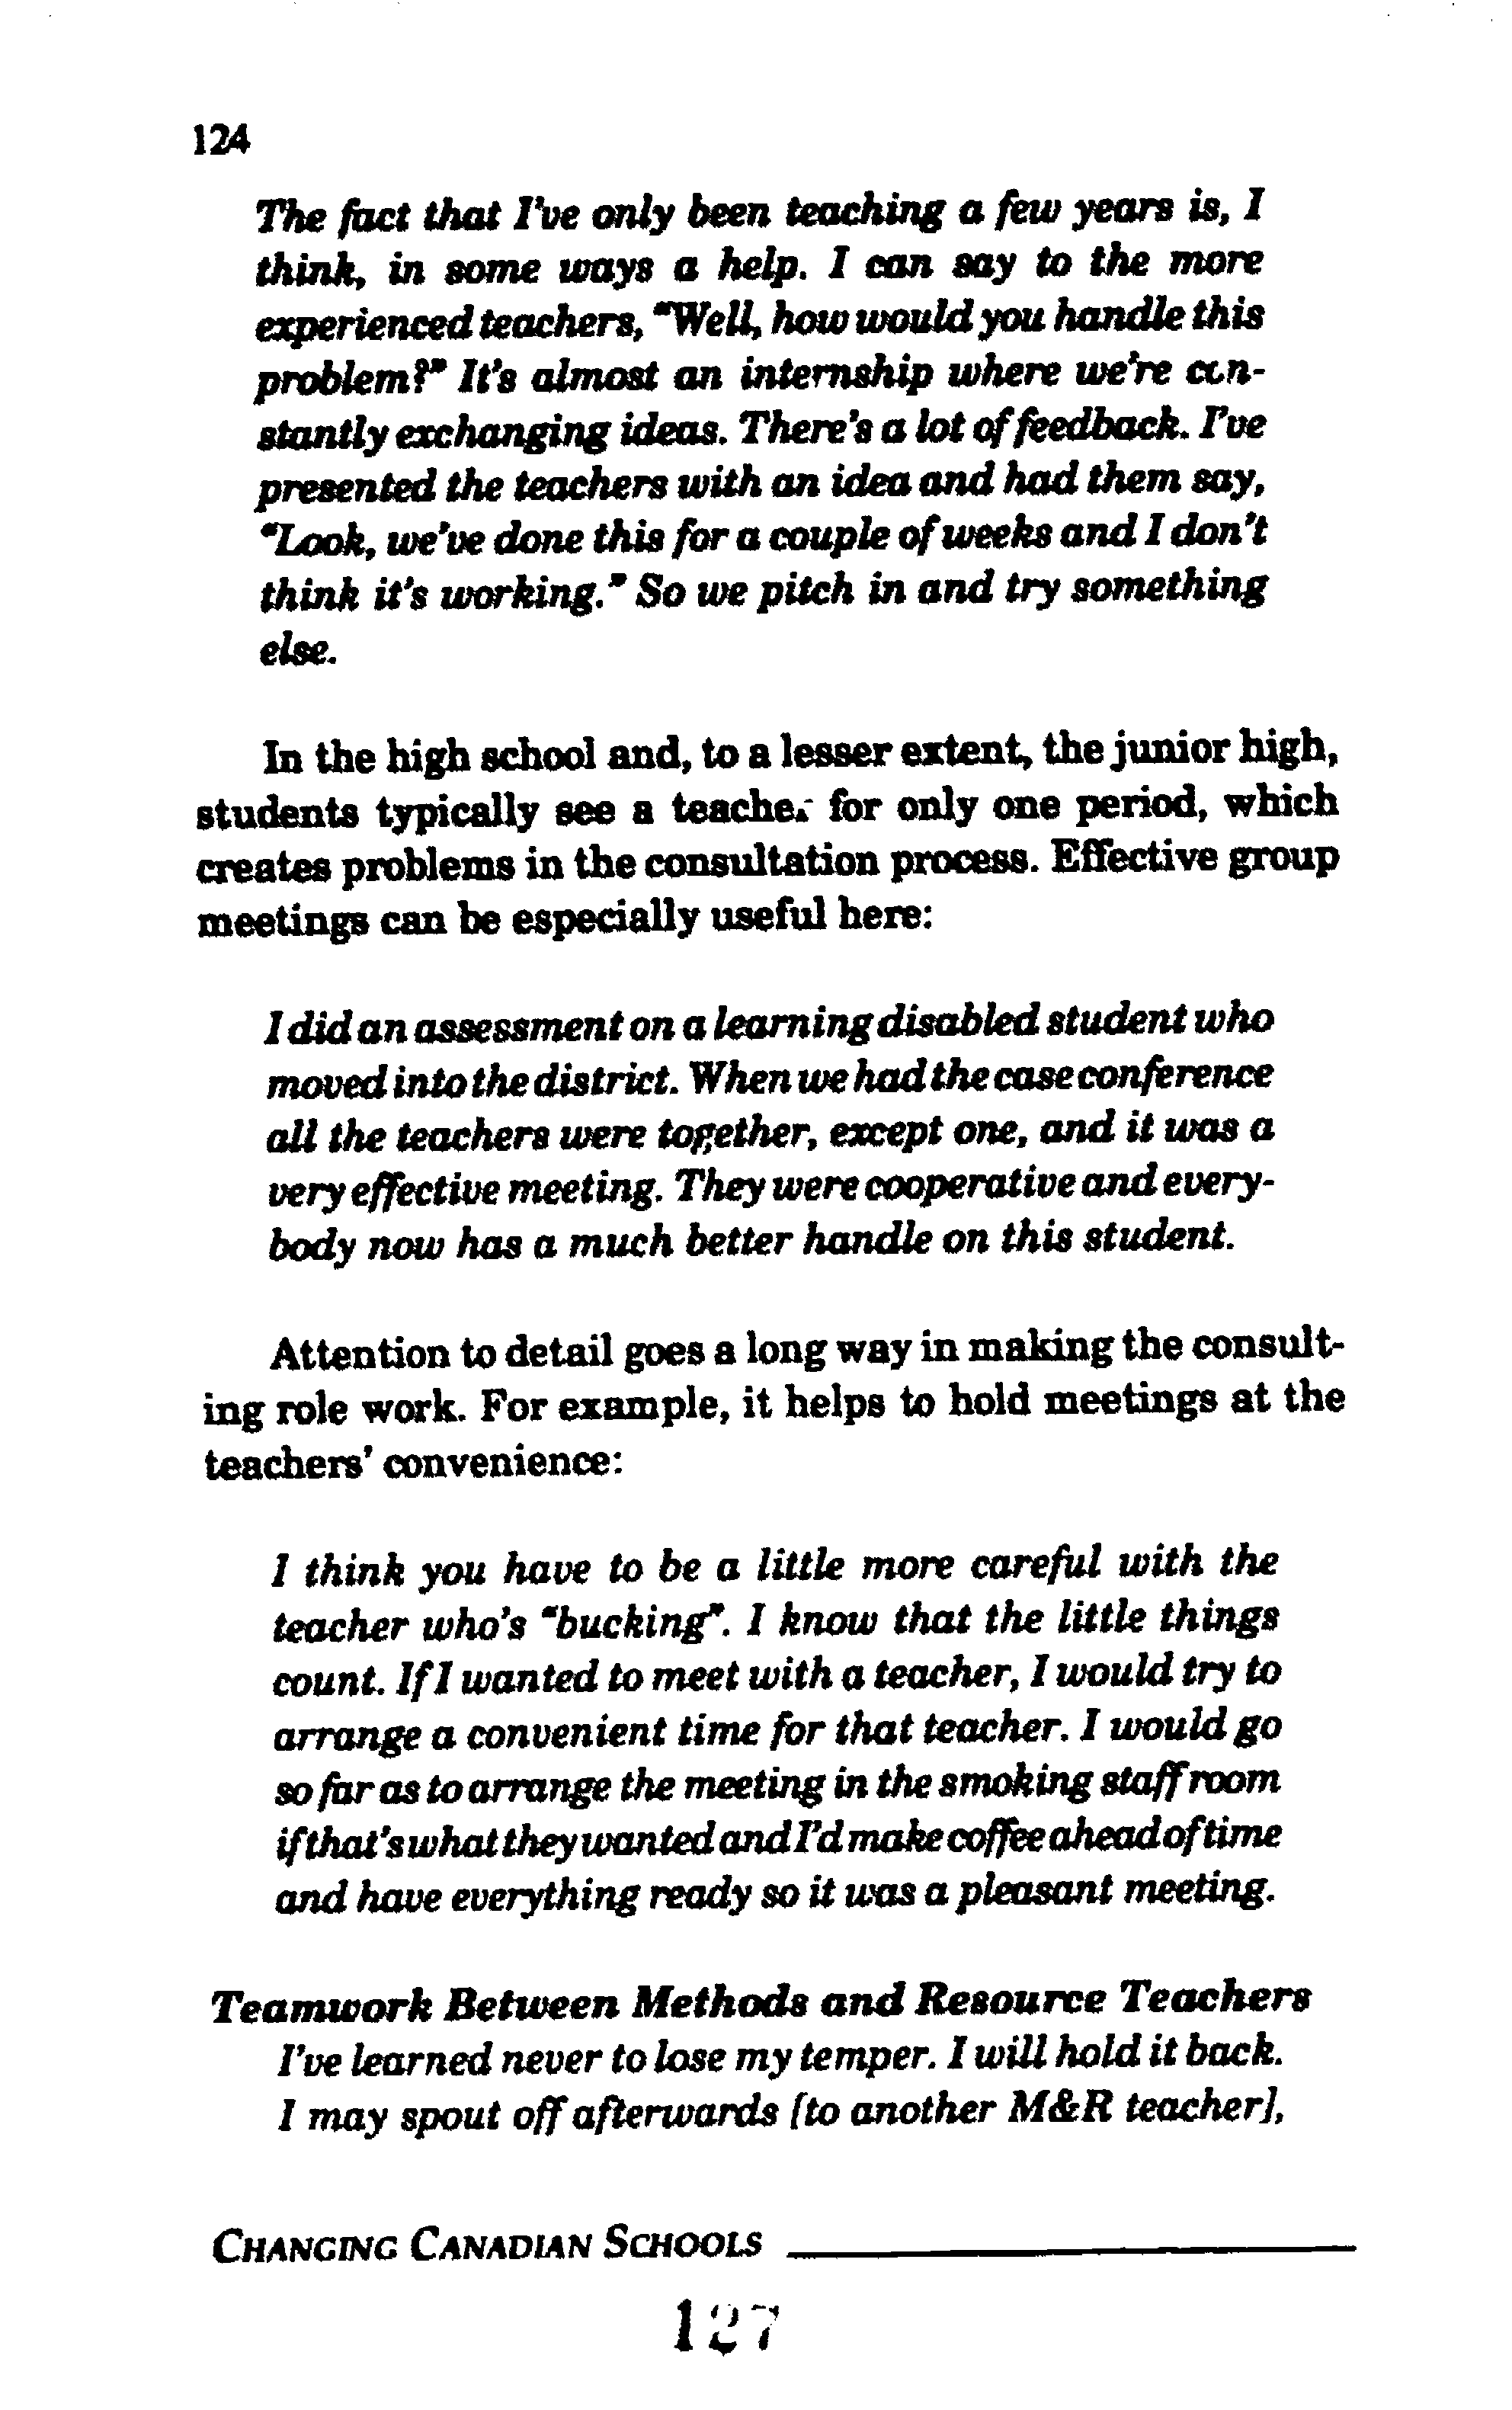 124
The fact that I've only been teaching a few years is, I
think, in some ways a help. I can say to the more
experienced teachers, "Well, how would you handle this
problem?" It's almost an internship where we're con-
stantly exchanging ideas. There's a lot of feedback. I've
presented the teachers with an idea and had them say,
"Look, we've done this for a couple of weeks and I don't
think it's working." So we pitch in and try something
else.
In the high school and, to a lesser extent, the junior high,
students typically see a teacher for only one period, which
creates problems in the consultation process. Effective group
meetings can be especially useful here:
I did an assessment on a learning disabled student who
moved into the district. When we had the case conference
all the teachers were together, except one, and it was a
very effective meeting. They were cooperative and every-
body now has a much better handle on this student.
Attention to detail goes a long way in making the consult-
ing role work. For example, it helps to hold meetings at the
teachers' convenience:
I think you have to be a little more careful with the
teacher who's "bucking". I know that the little things
count. If I wanted to meet with a teacher, I would try to
arrange a convenient time for that teacher. I would go
so far as to arrange the meeting in the smoking staff room
if that's what they wanted and I'd make coffee ahead of time
and have everything ready so it was a pleasant meeting.
Teamwork Between Methods and Resource Teachers
I've learned never to lose my temper. I will hold it back.
I may spout off afterwards [to another M&R teacher],
CHANGING CANADIAN SCHOOLS
127